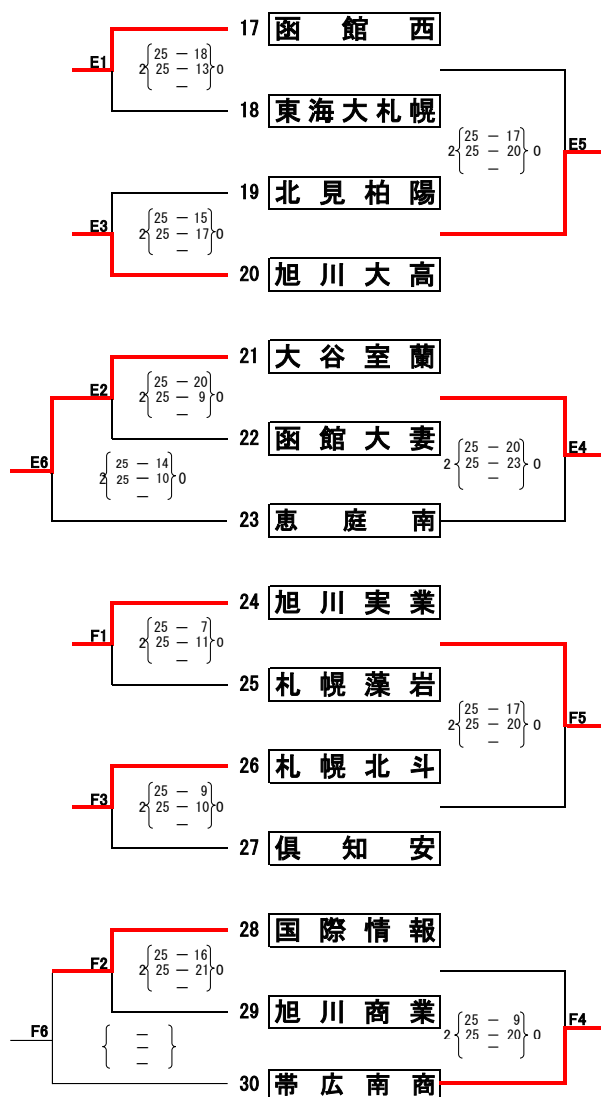 17 函館西
E1
2 25 － 18 0
25 － 13
－
18 東海大札幌
E5
2 25 － 17 0
25 － 20
－
19 北見柏陽
E3
2 25 － 15 0
25 － 17
－
20 旭川大高
21 大谷室蘭
E2
2 25 － 20 0
25 － 9
－
22 函館大妻
E4
2 25 － 20 0
25 － 23
－
E6
2 25 － 14 0
25 － 10
－
23 恵庭南
24 旭川実業
F1
2 25 － 7 0
25 － 11
－
25 札幌藻岩
F5
2 25 － 17 0
25 － 20
－
26 札幌北斗
F3
2 25 － 9 0
25 － 10
－
27 倶知安
28 国際情報
F2
2 25 － 16 0
25 － 21
－
29 旭川商業
F4
2 25 － 9 0
25 － 20
－
F6
－
－
－
30 帯広南商